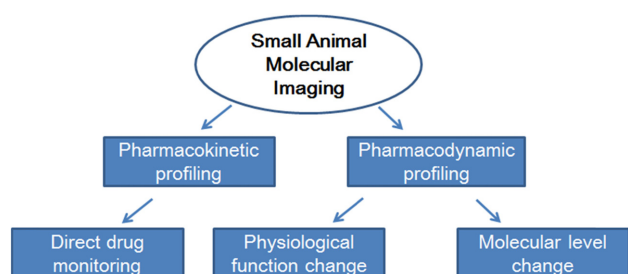 Small Animal
Molecular
Imaging
Pharmacokinetic
profiling
Pharmacodynamic
profiling
Direct drug
monitoring
Physiological
function change
Molecular level
change